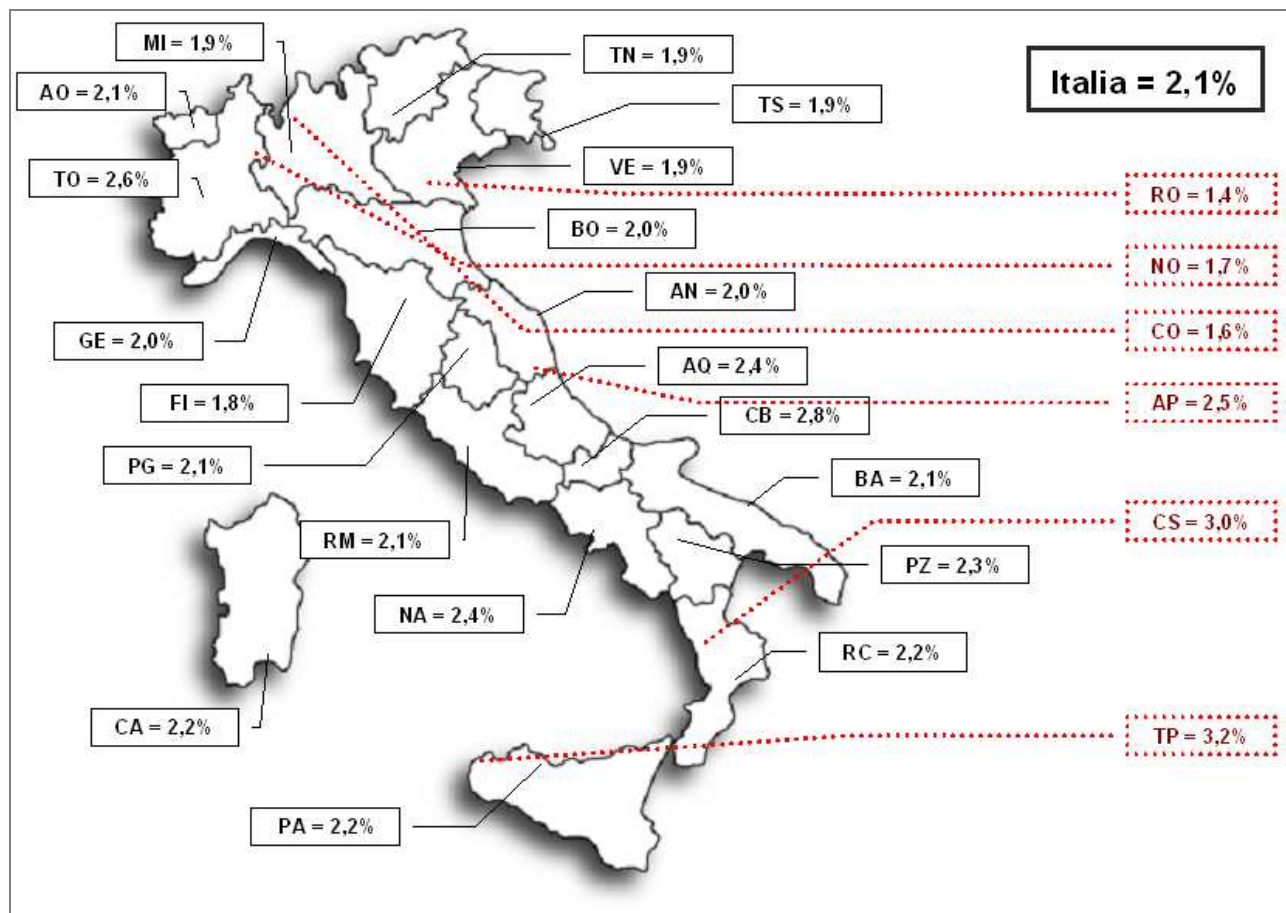 MI = 1,9%
TN = 1,9%
Italia = 2,1%
AO = 2,1%
TS = 1,9%
VE = 1,9%
TO = 2,6%
RO = 1,4%
BO = 2,0%
NO = 1,7%
AN = 2,0%
GE = 2,0%
CO = 1,6%
AQ = 2,4%
FI = 1,8%
AP = 2,5%
CB = 2,8%
PG = 2,1%
BA = 2,1%
CS = 3,0%
RM = 2,1%
PZ = 2,3%
NA = 2,4%
RC = 2,2%
CA = 2,2%
TP = 3,2%
PA = 2,2%